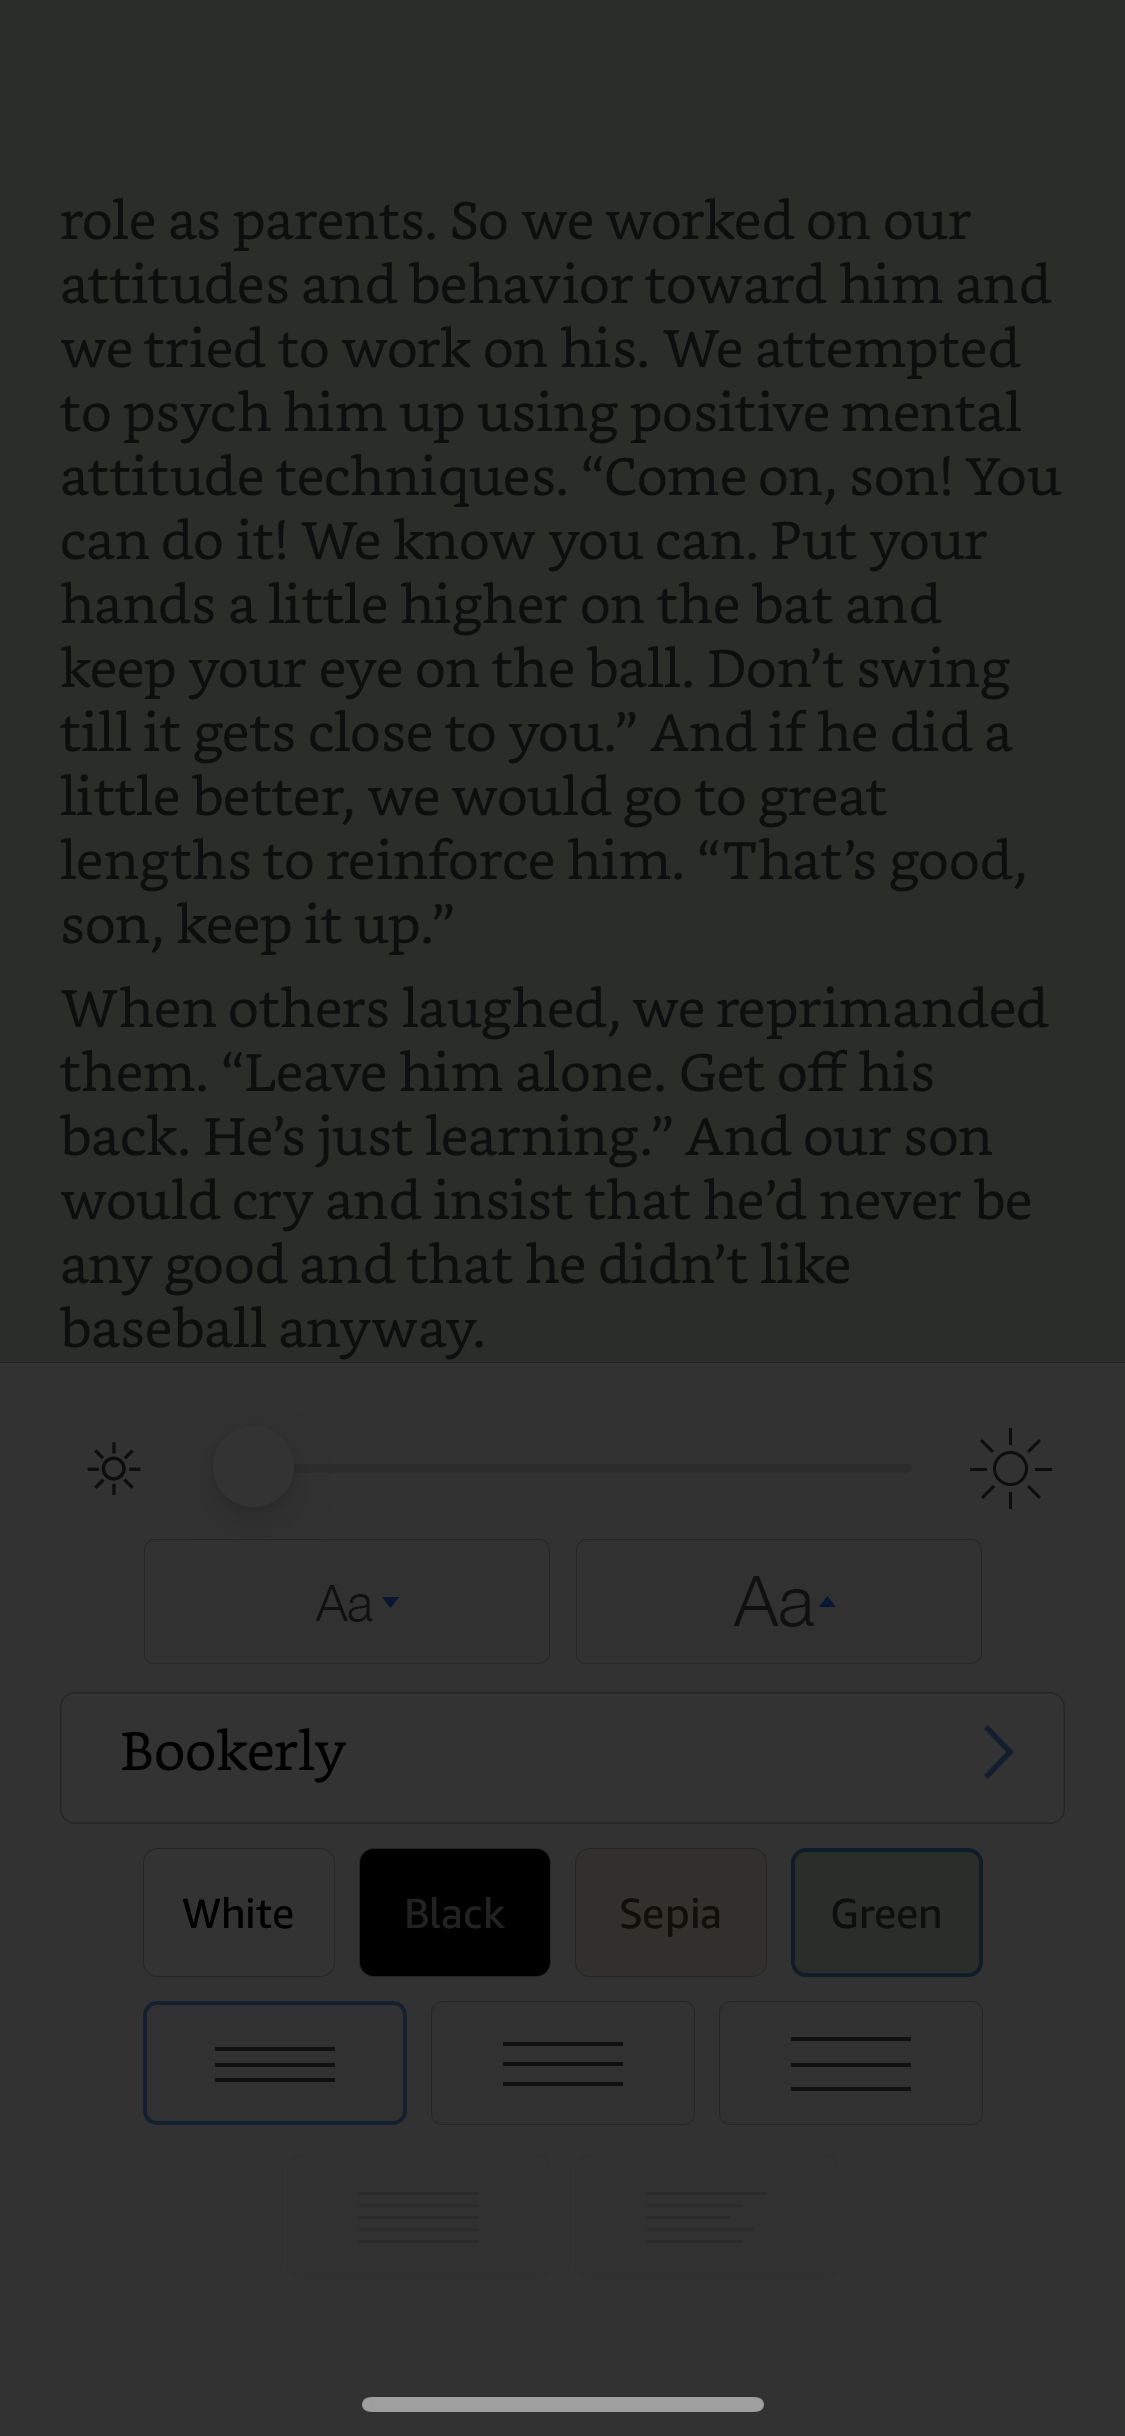 role as parents. So we worked on our
attitudes and behavior toward him and
we tried to work on his. We attempted
to psych him up using positive mental
attitude techniques. “Come on, son! You
can do it! We know you can. Put your
hands a little higher on the bat and
keep your eye on the ball. Don’t swing
till it gets close to you.” And if he did a
little better, we would go to great
lengths to reinforce him. “That’s good,
son, keep it up.”
When others laughed, we reprimanded
them. “Leave him alone. Get off his
back. He’s just learning.” And our son
would cry and insist that he’d never be
any good and that he didn’t like
baseball anyway.
Aa Aa
Bookerly
White Black Sepia Green